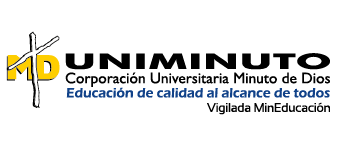 MD UNIMINUTO
Corporación Universitaria Minuto de Dios
Educación de calidad al alcance de todos
Vigilada MinEducación